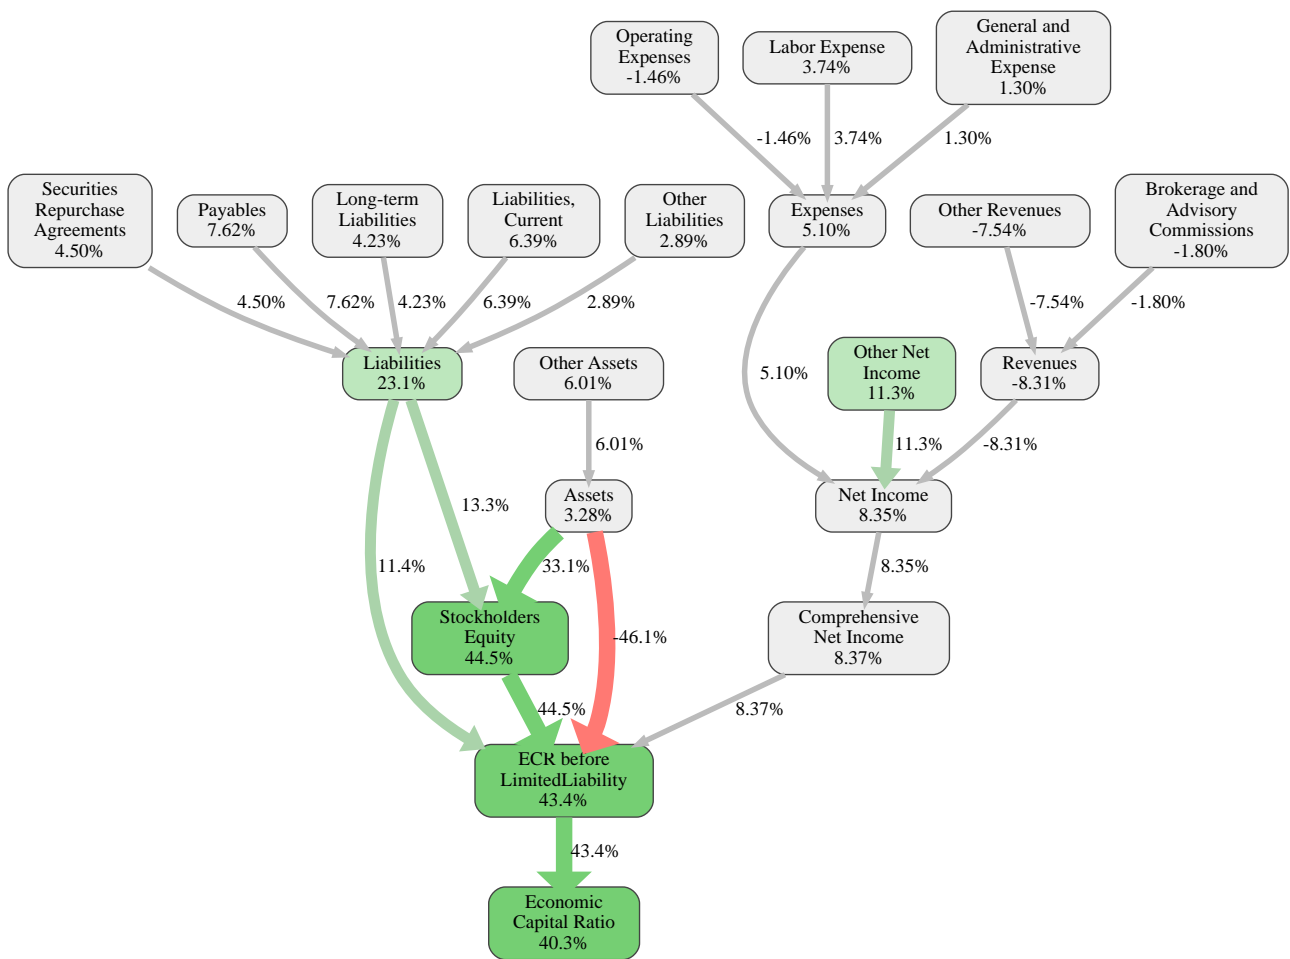 Operating
Expenses
-1.46%
Labor Expense
3.74%
General and
Administrative
Expense
1.30%
-1.46%
3.74%
1.30%
Securities
Repurchase
Agreements
4.50%
Payables
7.62%
Long-term
Liabilities
4.23%
Liabilities,
Current
6.39%
Other
Liabilities
2.89%
Expenses
5.10%
Other Revenues
-7.54%
Brokerage and
Advisory
Commissions
-1.80%
4.50%
7.62%
4.23%
6.39%
2.89%
-7.54%
-1.80%
Liabilities
23.1%
Other Assets
6.01%
5.10%
Other Net
Income
11.3%
Revenues
-8.31%
6.01%
11.3%
-8.31%
13.3%
Assets
3.28%
Net Income
8.35%
11.4%
33.1%
8.35%
Stockholders
Equity
44.5%
-46.1%
Comprehensive
Net Income
8.37%
44.5%
8.37%
ECR before
LimitedLiability
43.4%
43.4%
Economic
Capital Ratio
40.3%